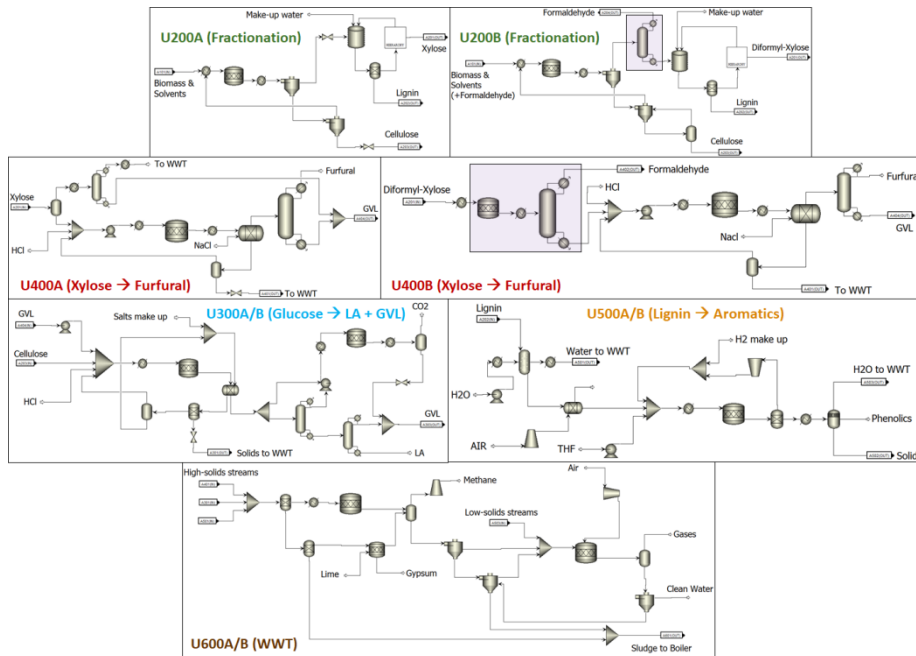 U200A (Fractionation)
Make-up water
Xylose
Biomass &
Solvents
Lignin
Cellulose
U200B (Fractionation)
Formaldehyde
Make-up water
Diformyl-Xylose
Biomass &
Solvents
(+Formaldehyde)
Lignin
Cellulose
To WWT
Furfural
Xylose
GVL
HCl
NaCl
To WWT
U400A (Xylose → Furfural)
Diformyl-Xylose
Formaldehyde
HCl
Furfural
Nacl
GVL
To WWT
U400B (Xylose → Furfural)
U300A/B (Glucose → LA + GVL)
CO2
GVL
Salts make up
Cellulose
HCl
GVL
Solids to WWT
LA
U500A/B (Lignin → Aromatics)
Lignin
H2 make up
Water to WWT
H2O to WWT
H2O
Phenolics
AIR
THF
Solid
High-solids streams
Methane
Air
Low-solids streams
Gases
Lime
Gypsum
Clean Water
U600A/B (WWT)
Sludge to Boiler